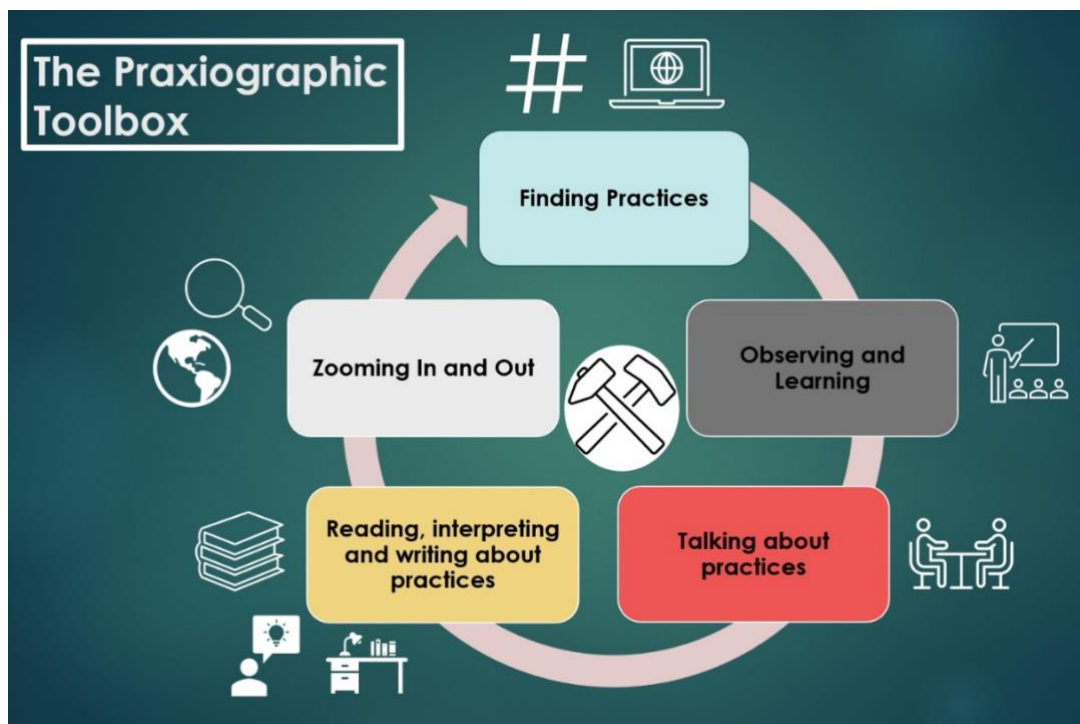 The Praxiographic
Toolbox
#
Finding Practices
Observing and
Learning
Talking about
practices
Reading, interpreting
and writing about
practices
Zooming In and Out